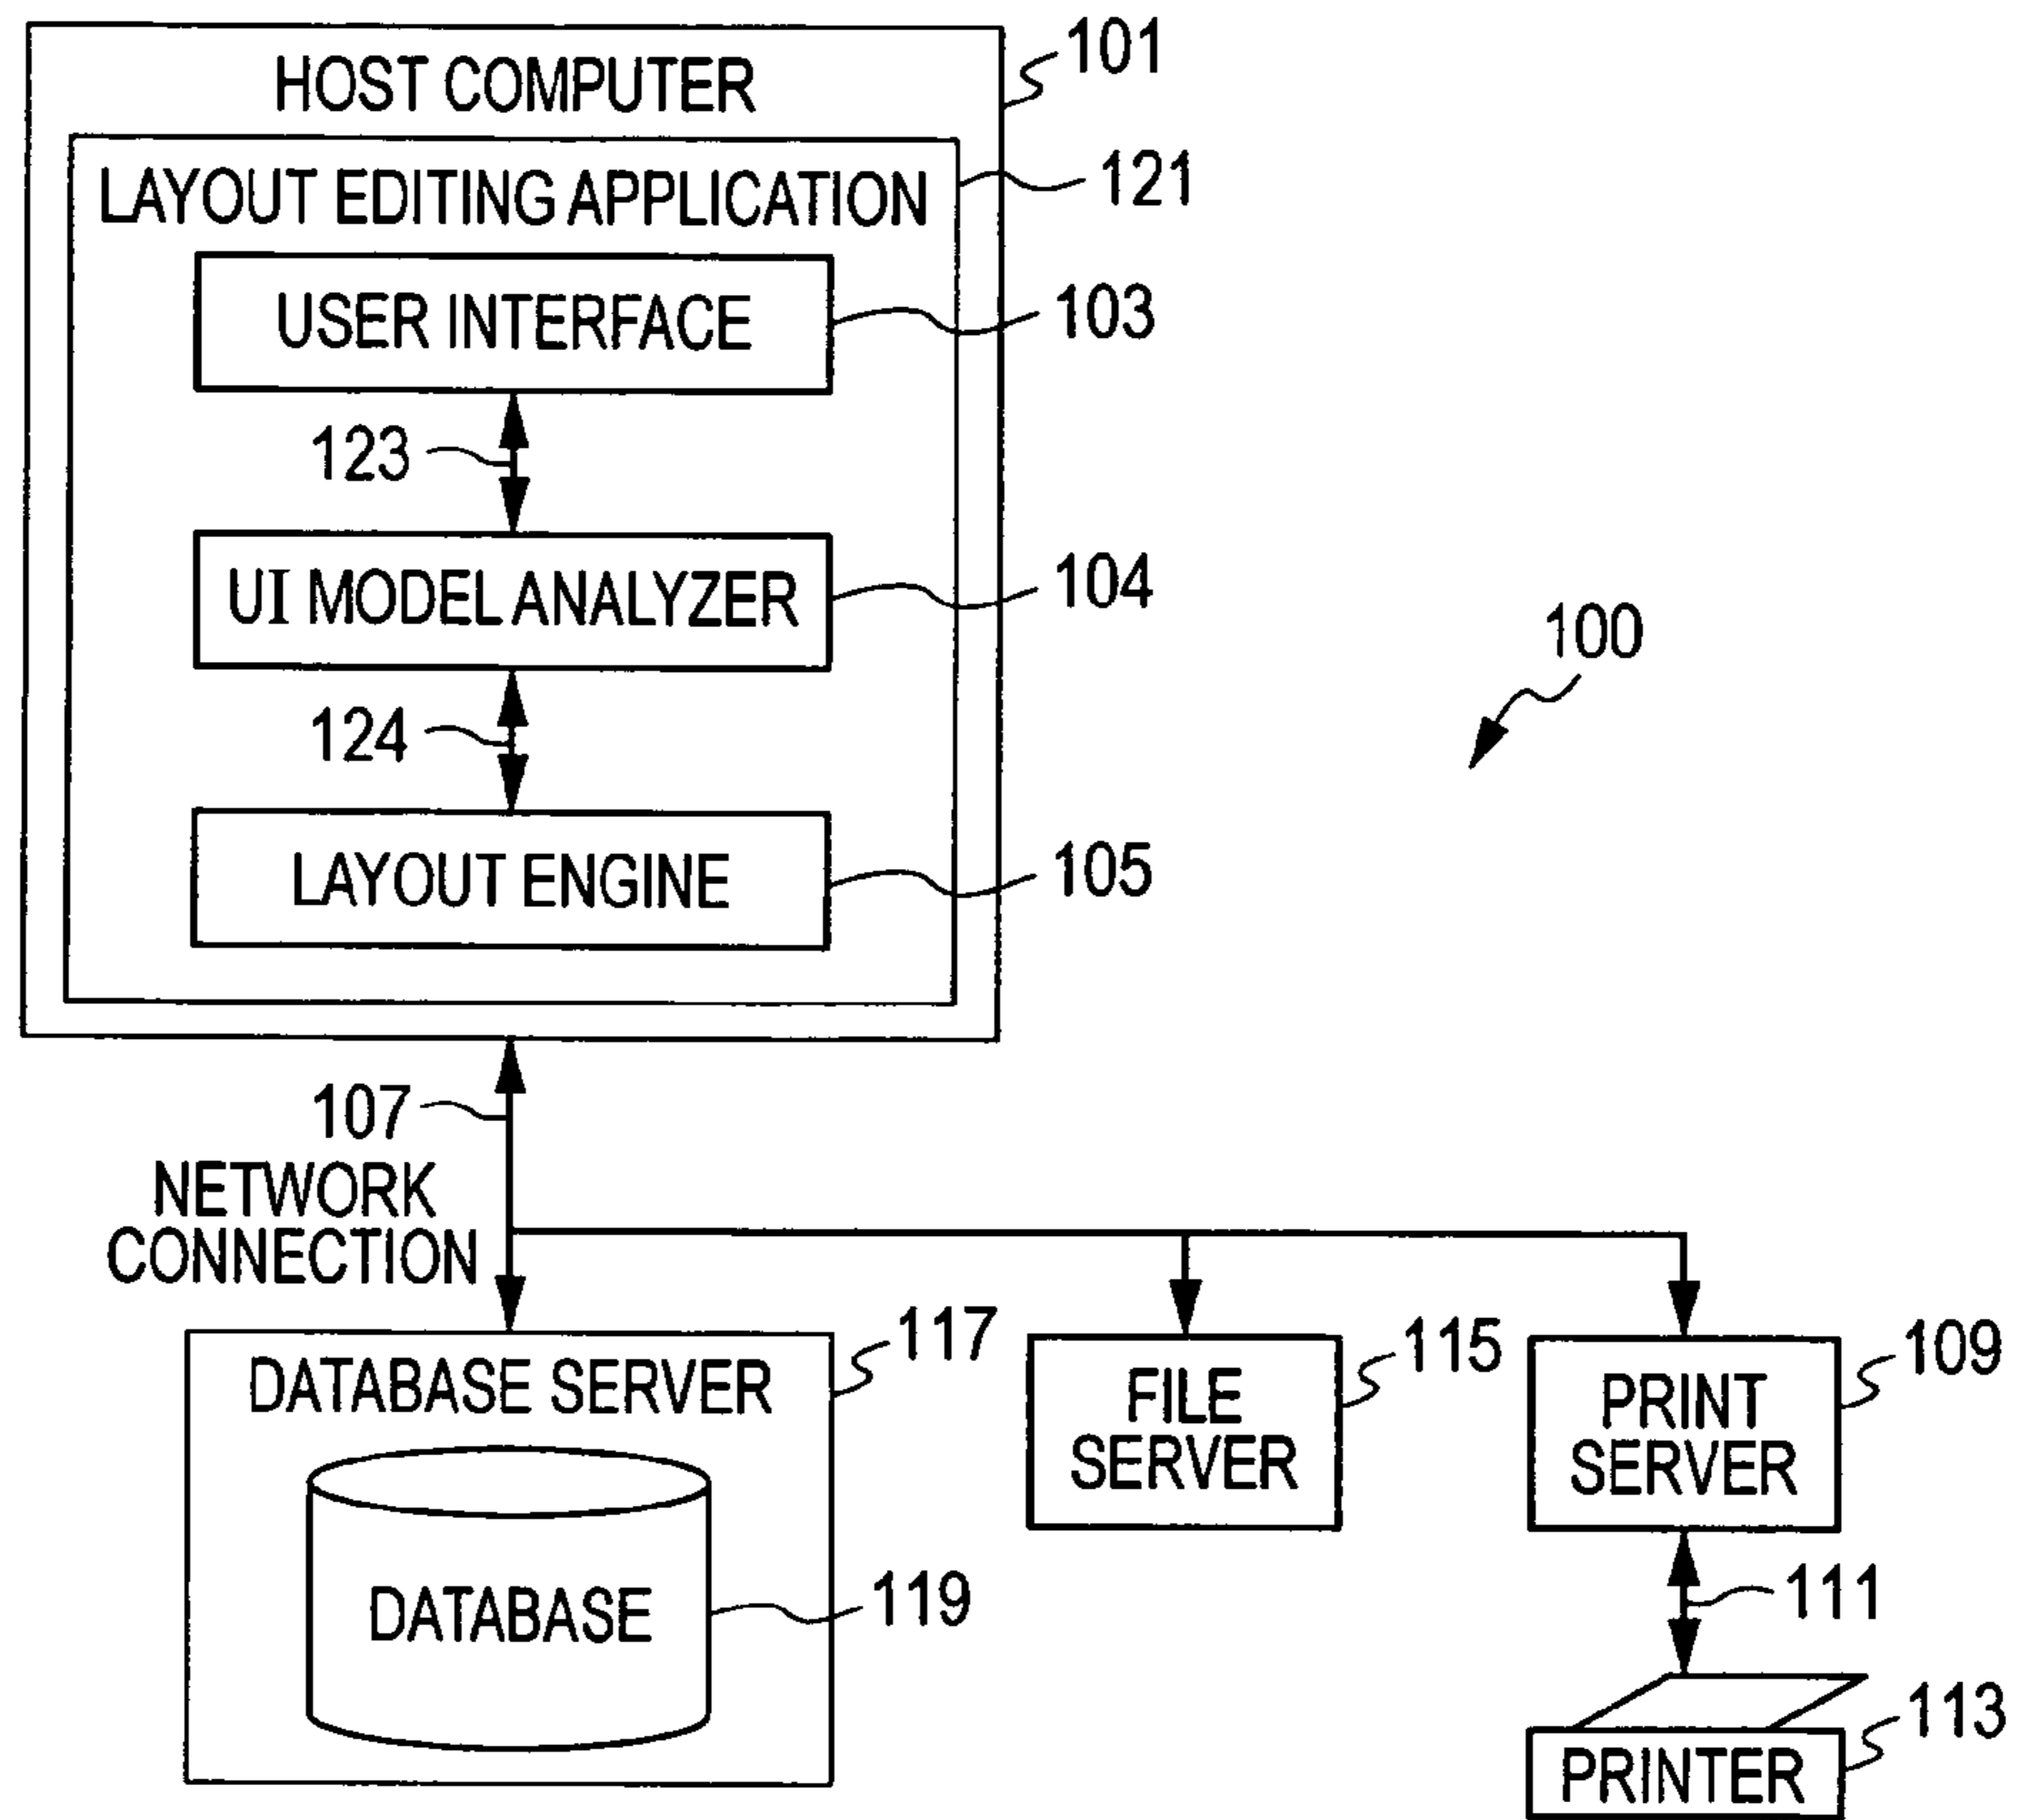 HOST COMPUTER
101
LAYOUT EDITING APPLICATION
121
USER INTERFACE
103
123
UI MODEL ANALYZER
104
100
124
LAYOUT ENGINE
105
107
NETWORK
CONNECTION
DATABASE SERVER
117
FILE
SERVER
115
PRINT
SERVER
109
DATABASE
119
111
PRINTER
113